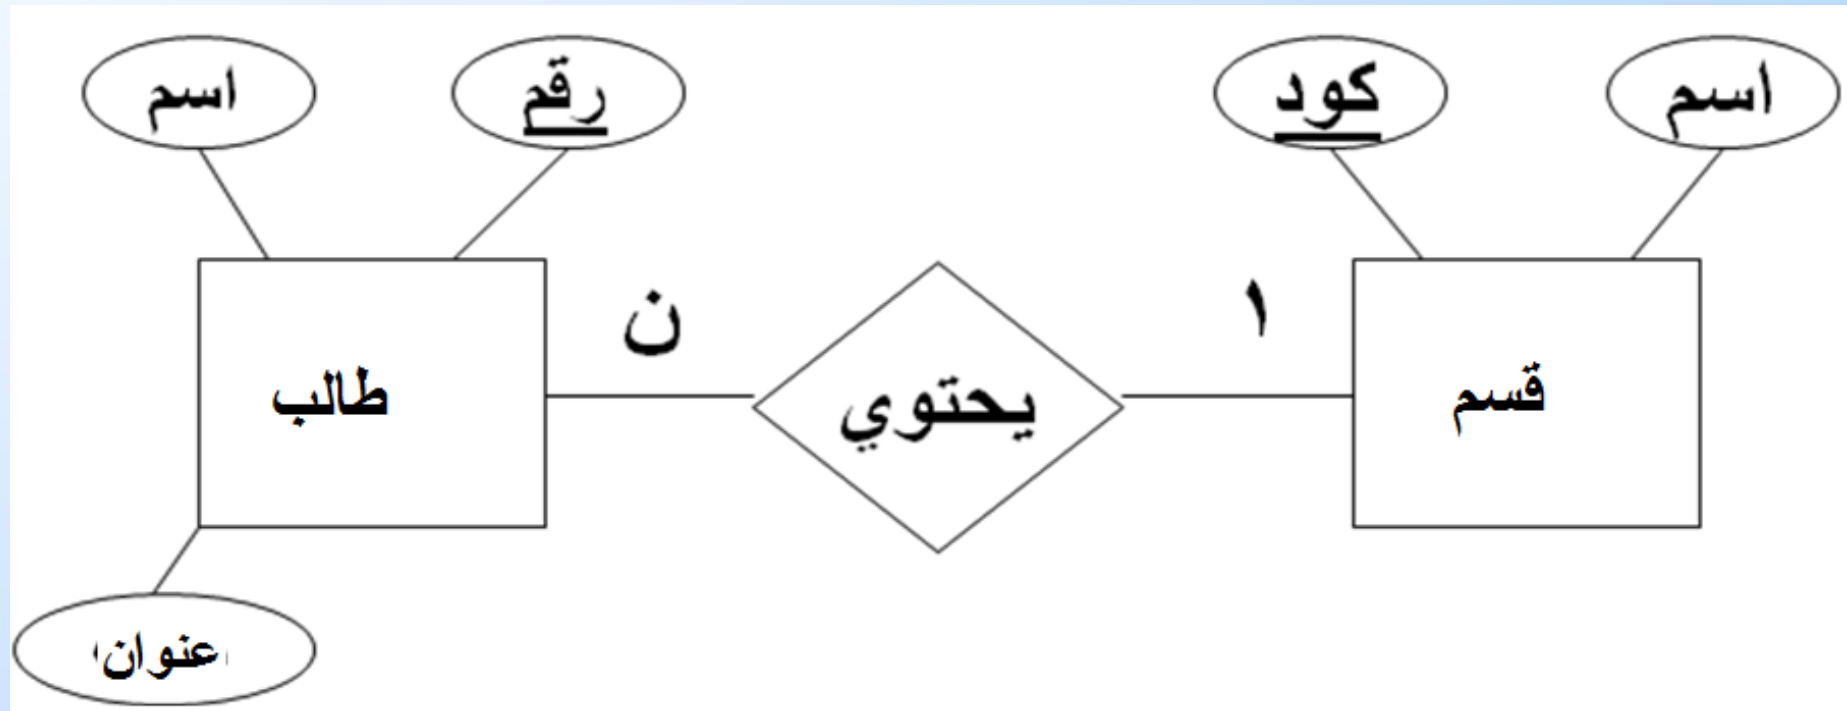 اسم
كود
رقم
اسم
١
ن
قسم
يحتوي
طالب
عنوان